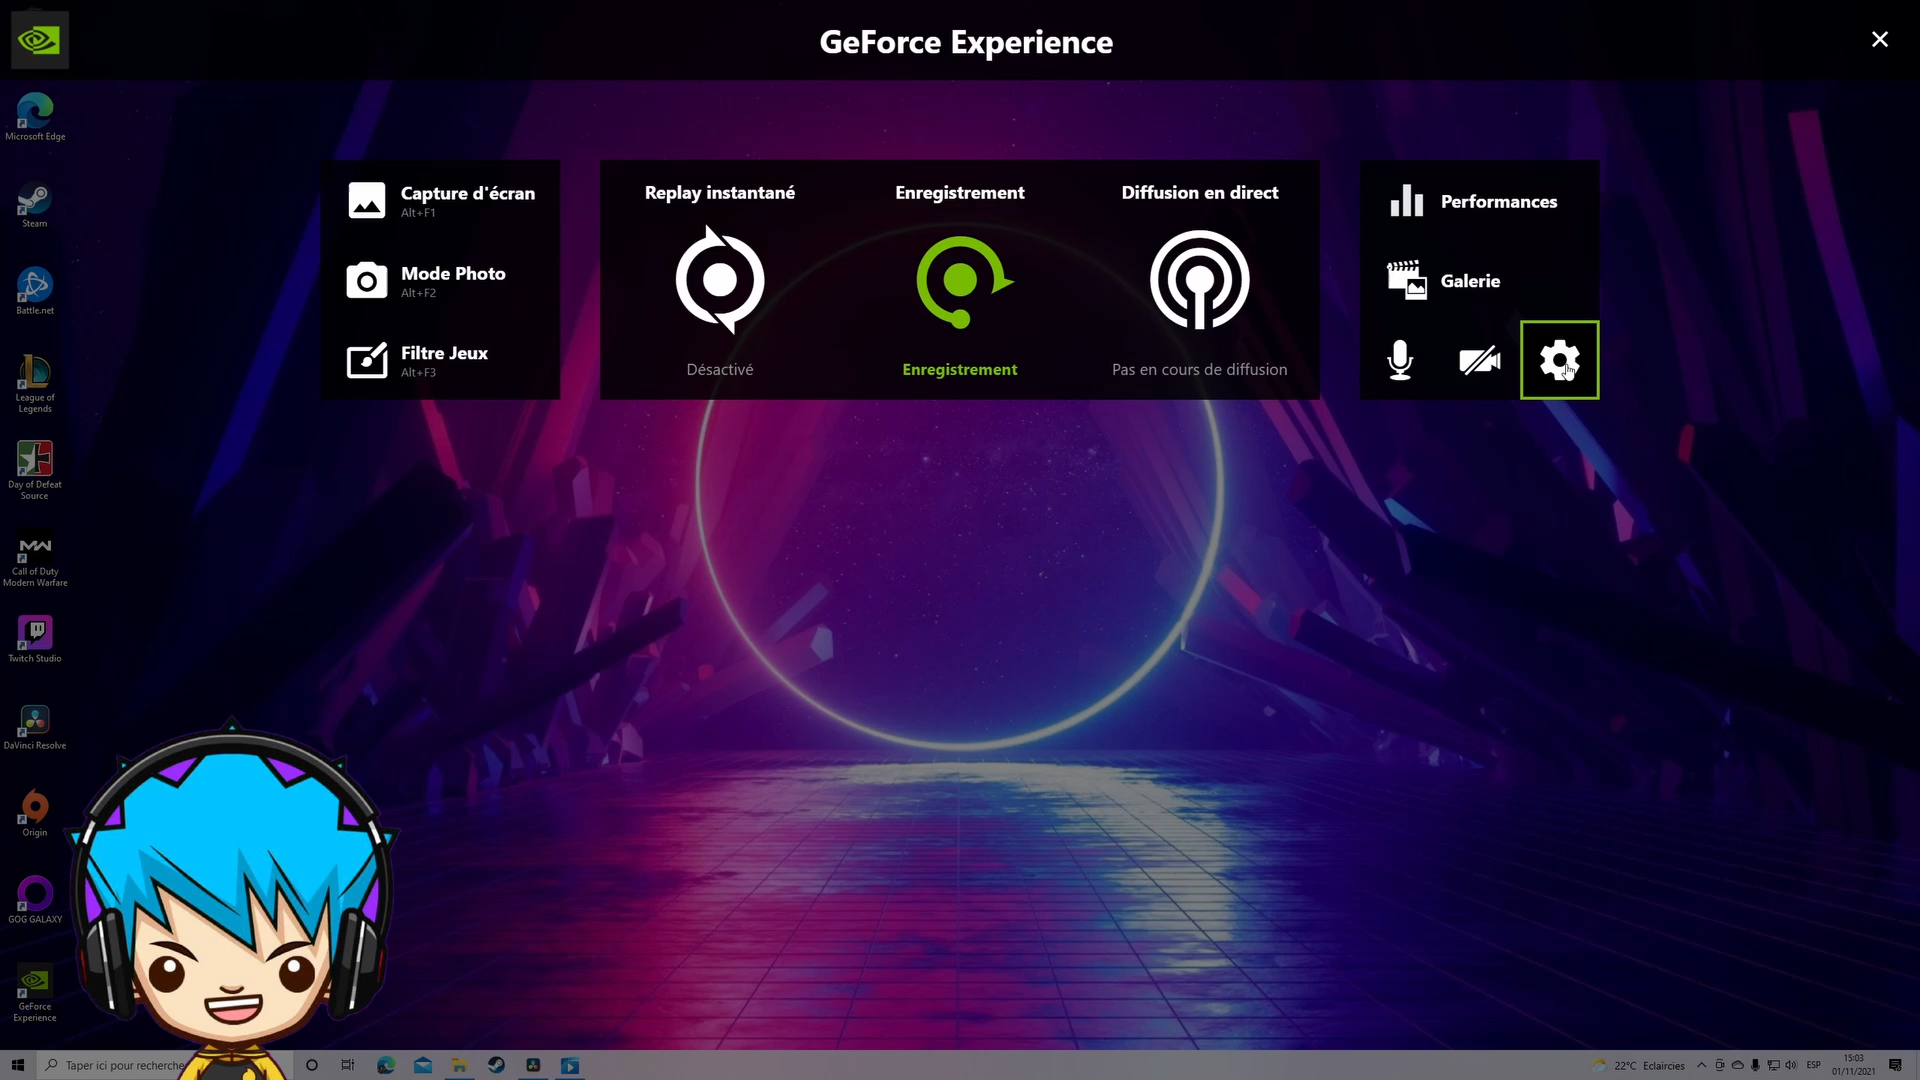 GeForce Experience
Microsoft Edge
Steam
Battle.net
League of
Legends
Day of Defeat
Source
Call of Duty
Modern Warfare
Twitch Studio
DaVinci Resolve
Origin
GOG GALAXY
GeForce
Experience
Capture d'écran
Alt+F1
Mode Photo
Alt+F2
Filtre Jeux
Alt+F3
Replay instantané
Désactivé
Enregistrement
Enregistrement
Diffusion en direct
Pas en cours de diffusion
Performances
Galerie
Taper ici pour recherche
22°C Eclaircies
ESP
15:03
01/11/2021